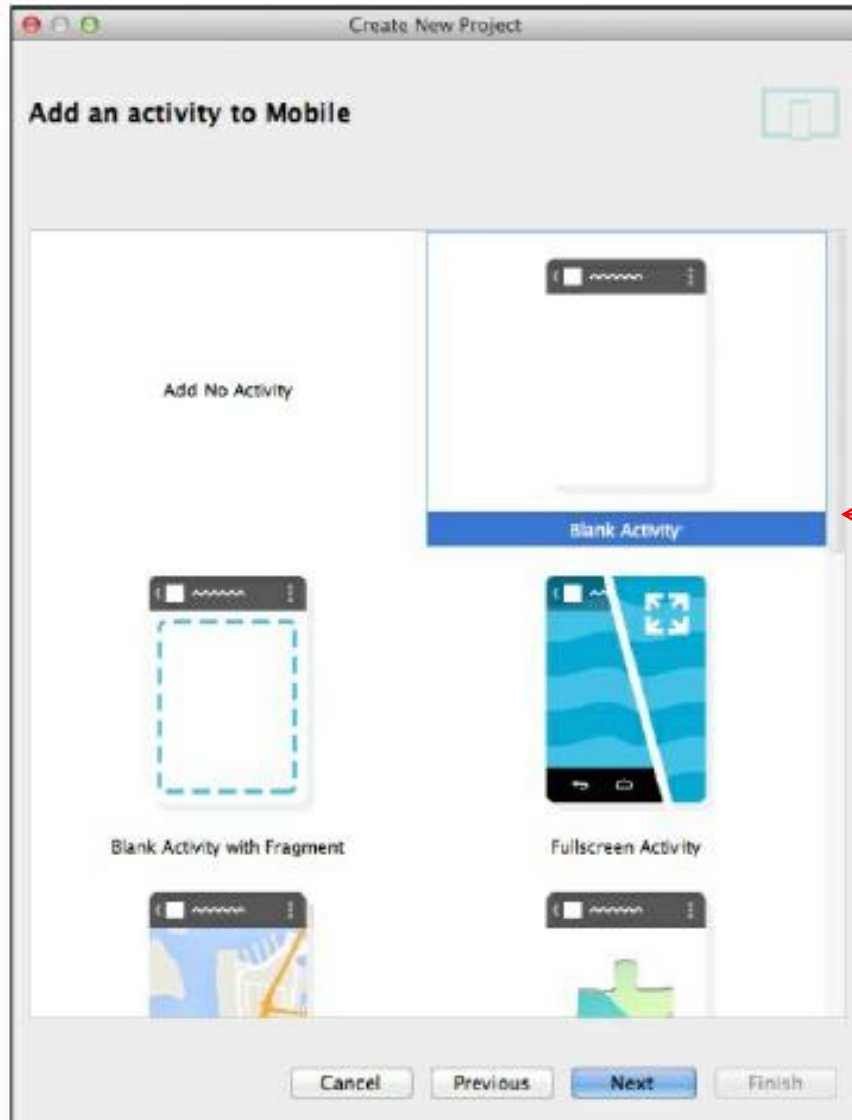 Create New Project
Add an activity to Mobile
Add No Activity
Blank Activity
Blank Activity with Fragment
Fullscreen Activity
Cancel
Previous
Next
Finish